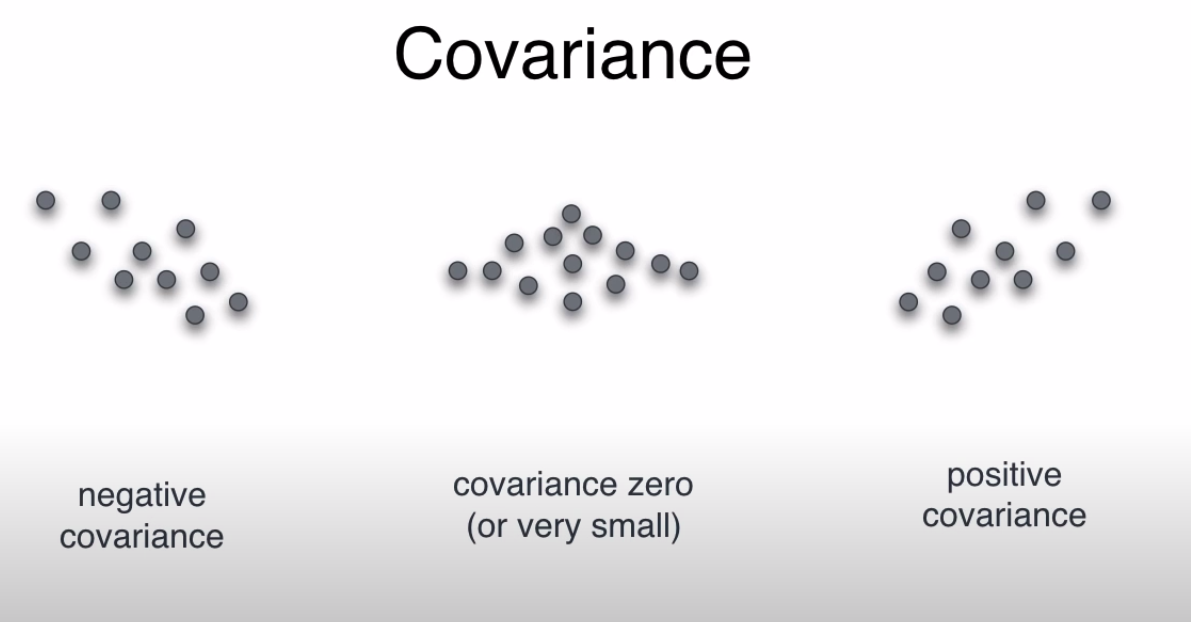 Covariance
negative
covariance
covariance zero
(or very small)
positive
covariance